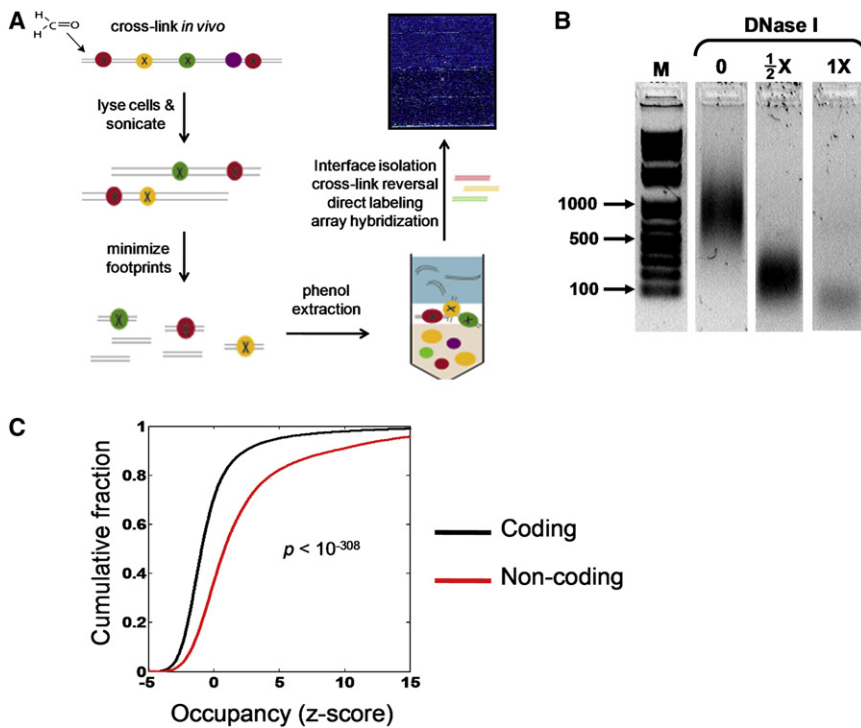 A
H
H
C=O
cross-link in vivo
lyse cells &
sonicate
minimize
footprints
phenol
extraction
Interface isolation
cross-link reversal
direct labeling
array hybridization
B
DNase I
M 0 ½X 1X
1000
500
100
C
Cumulative fraction
1
0.8
0.6
0.4
0.2
0
-5 0 5 10 15
Occupancy (z-score)
p < 10⁻³⁰⁸
Coding
Non-coding